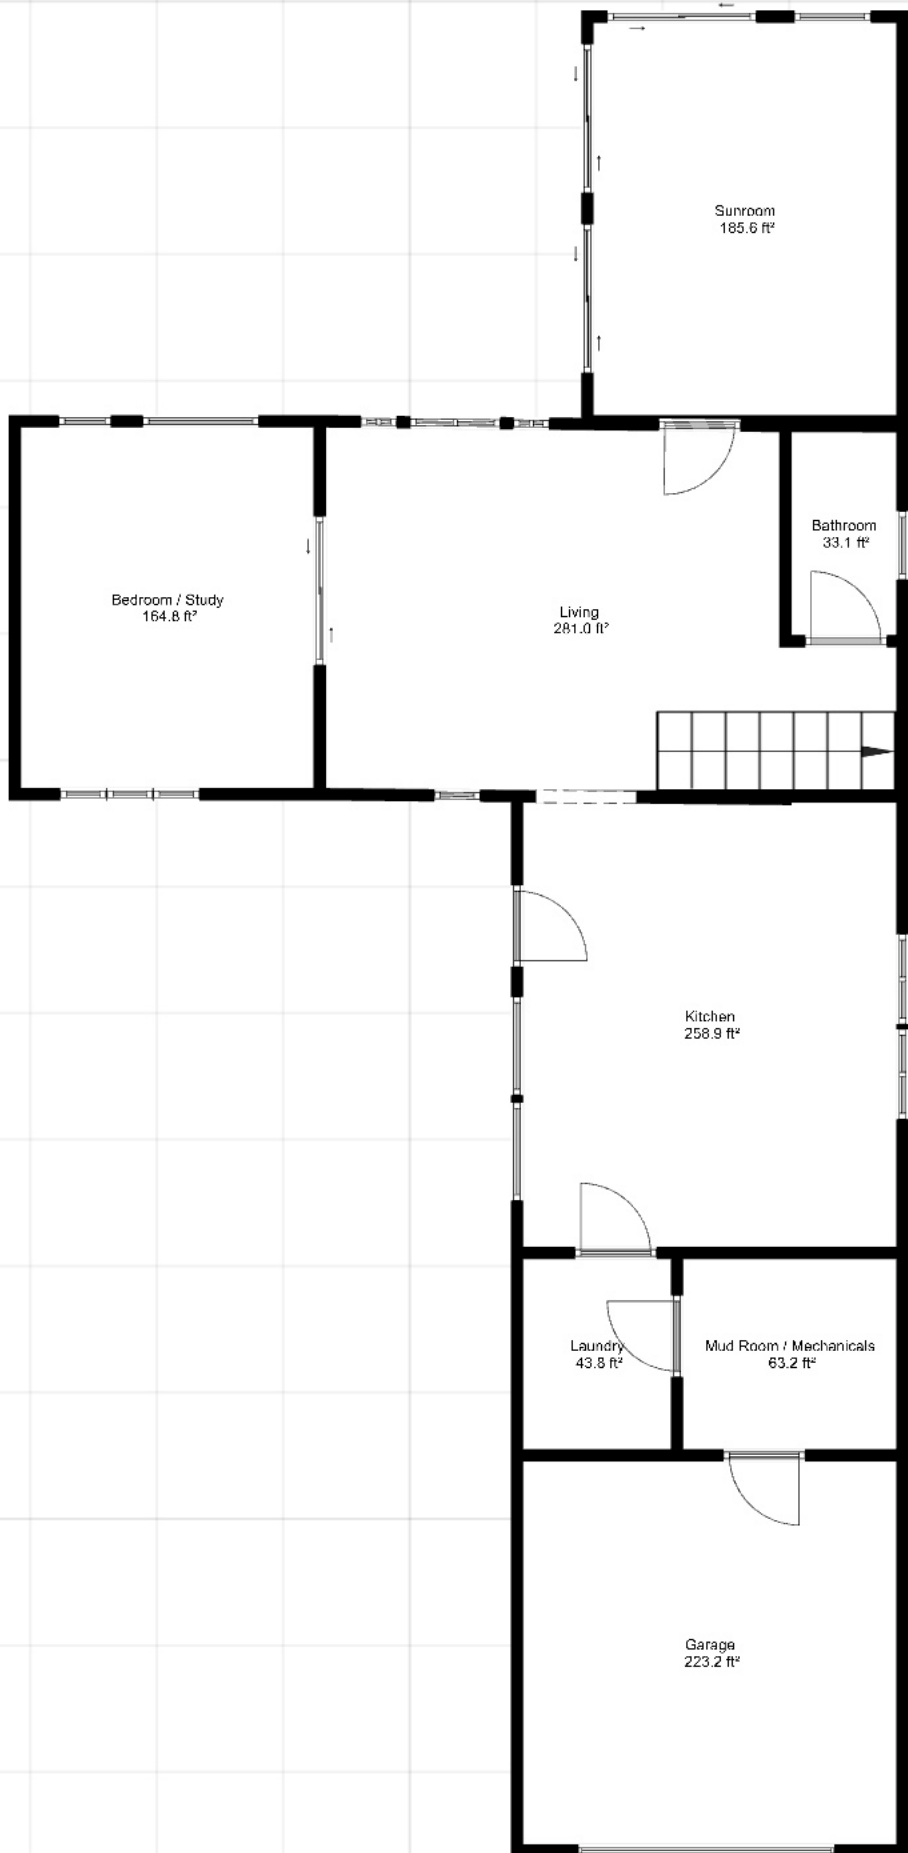 Sunroom
185.6 ft²
Bathroom
33.1 ft²
Bedroom / Study
164.8 ft²
Living
281.0 ft²
Kitchen
258.9 ft²
Laundry
43.8 ft²
Mud Room / Mechanicals
63.2 ft²
Garage
223.2 ft²